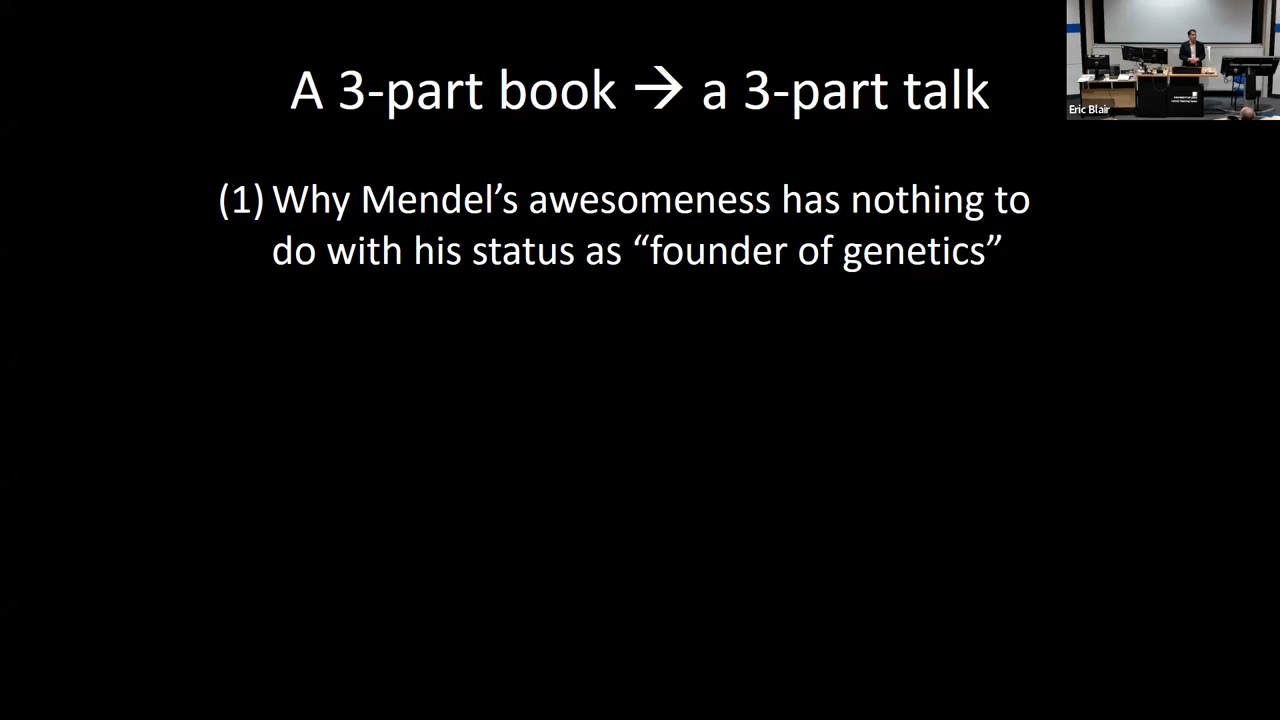 A 3-part book → a 3-part talk
(1) Why Mendel’s awesomeness has nothing to
do with his status as “founder of genetics”
Eric Blair